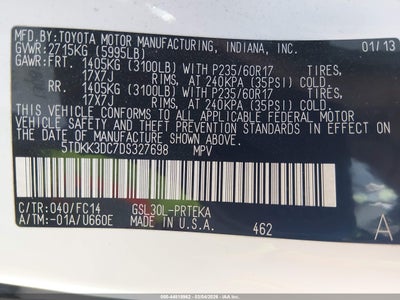 MFD. BY: TOYOTA MOTOR MANUFACTURING, INDIANA, INC. 01/13
GVWR: 2715KG (5995LB)
GAWR: FRT. 1405KG (3100LB) WITH P235/60R17 TIRES,
17X7J RIMS, AT 240KPA (35PSI) COLD
RR. 1405KG (3100LB) WITH P235/60R17 TIRES,
17X7J RIMS, AT 240KPA (35PSI) COLD
THIS VEHICLE CONFORMS TO ALL APPLICABLE FEDERAL MOTOR
VEHICLE SAFETY, BUMPER, AND THEFT PREVENTION STANDARDS
IN EFFECT ON THE DATE OF MANUFACTURE SHOWN ABOVE.
5TDKK3DC7DS327698 MPV
C/TR: 040/FC14 GSL30L-PRTEKA
A/TM: -01A/U660E MADE IN U.S.A. 462 A